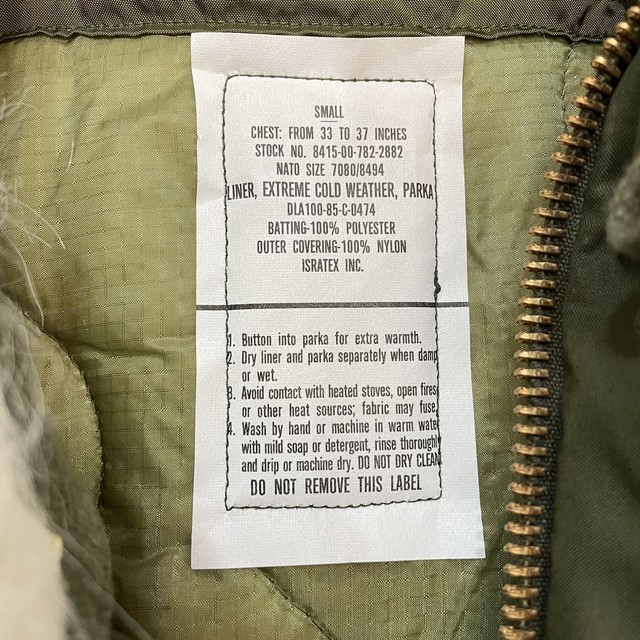 SMALL
CHEST: FROM 33 TO 37 INCHES
STOCK NO. 8415-00-782-2882
NATO SIZE 7080/8494
LINER, EXTREME COLD WEATHER, PARKA
DLA100-85-C-0474
BATTING-100% POLYESTER
OUTER COVERING-100% NYLON
ISRATEX INC.
1. Button into parka for extra warmth.
2. Dry liner and parka separately when damp
or wet.
3. Avoid contact with heated stoves, open fires
or other heat sources; fabric may fuse.
4. Wash by hand or machine in warm water
with mild soap or detergent, rinse thoroughly
and drip or machine dry. DO NOT DRY CLEAN
DO NOT REMOVE THIS LABEL